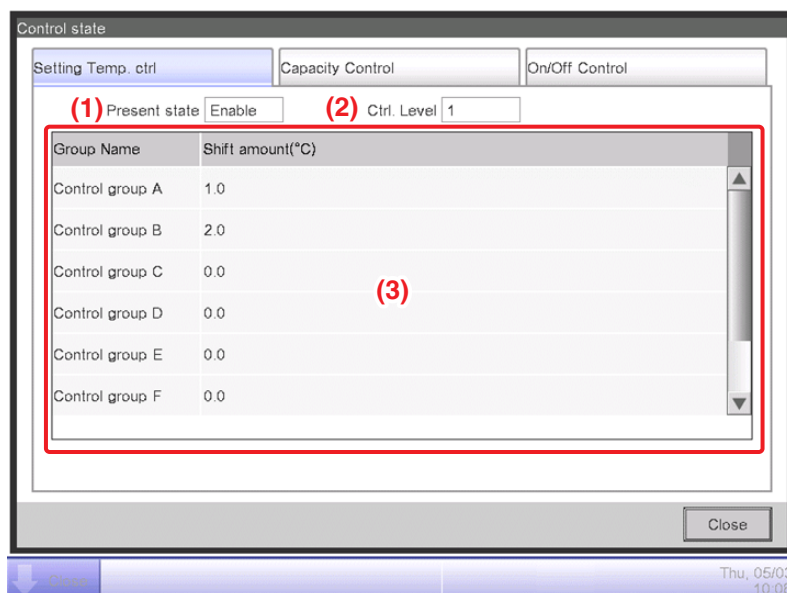 Control state
Setting Temp. ctrl Capacity Control On/Off Control
(1) Present state Enable (2) Ctrl. Level 1
Group Name Shift amount(°C)
Control group A 1.0
Control group B 2.0
Control group C 0.0
(3)
Control group D 0.0
Control group E 0.0
Control group F 0.0
Close
Thu, 05/0
10:0